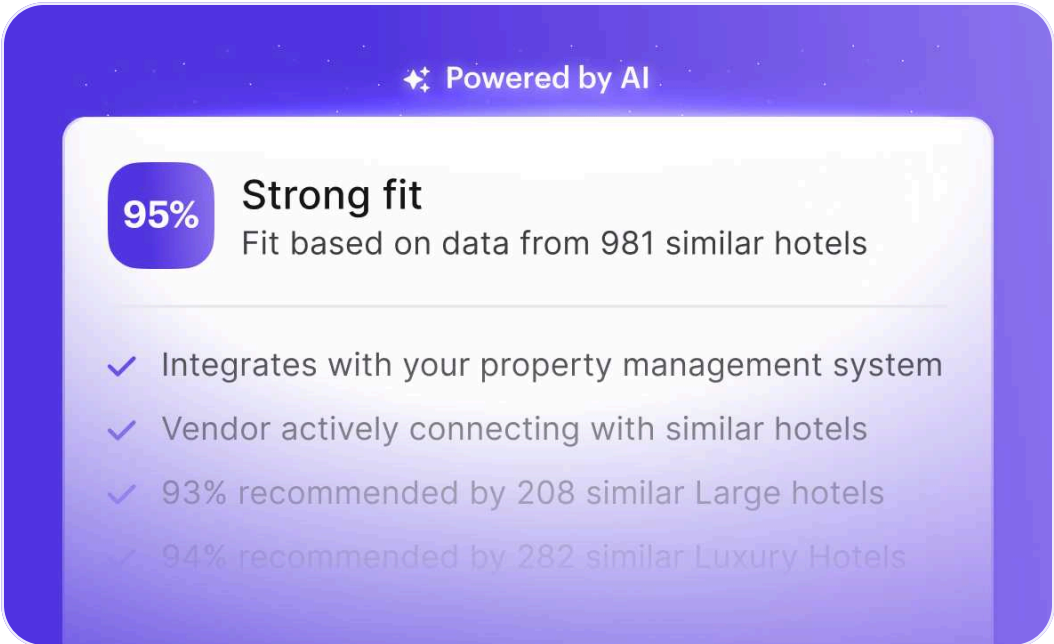 Powered by AI
95%
Strong fit
Fit based on data from 981 similar hotels
Integrates with your property management system
Vendor actively connecting with similar hotels
93% recommended by 208 similar Large hotels
94% recommended by 282 similar Luxury Hotels